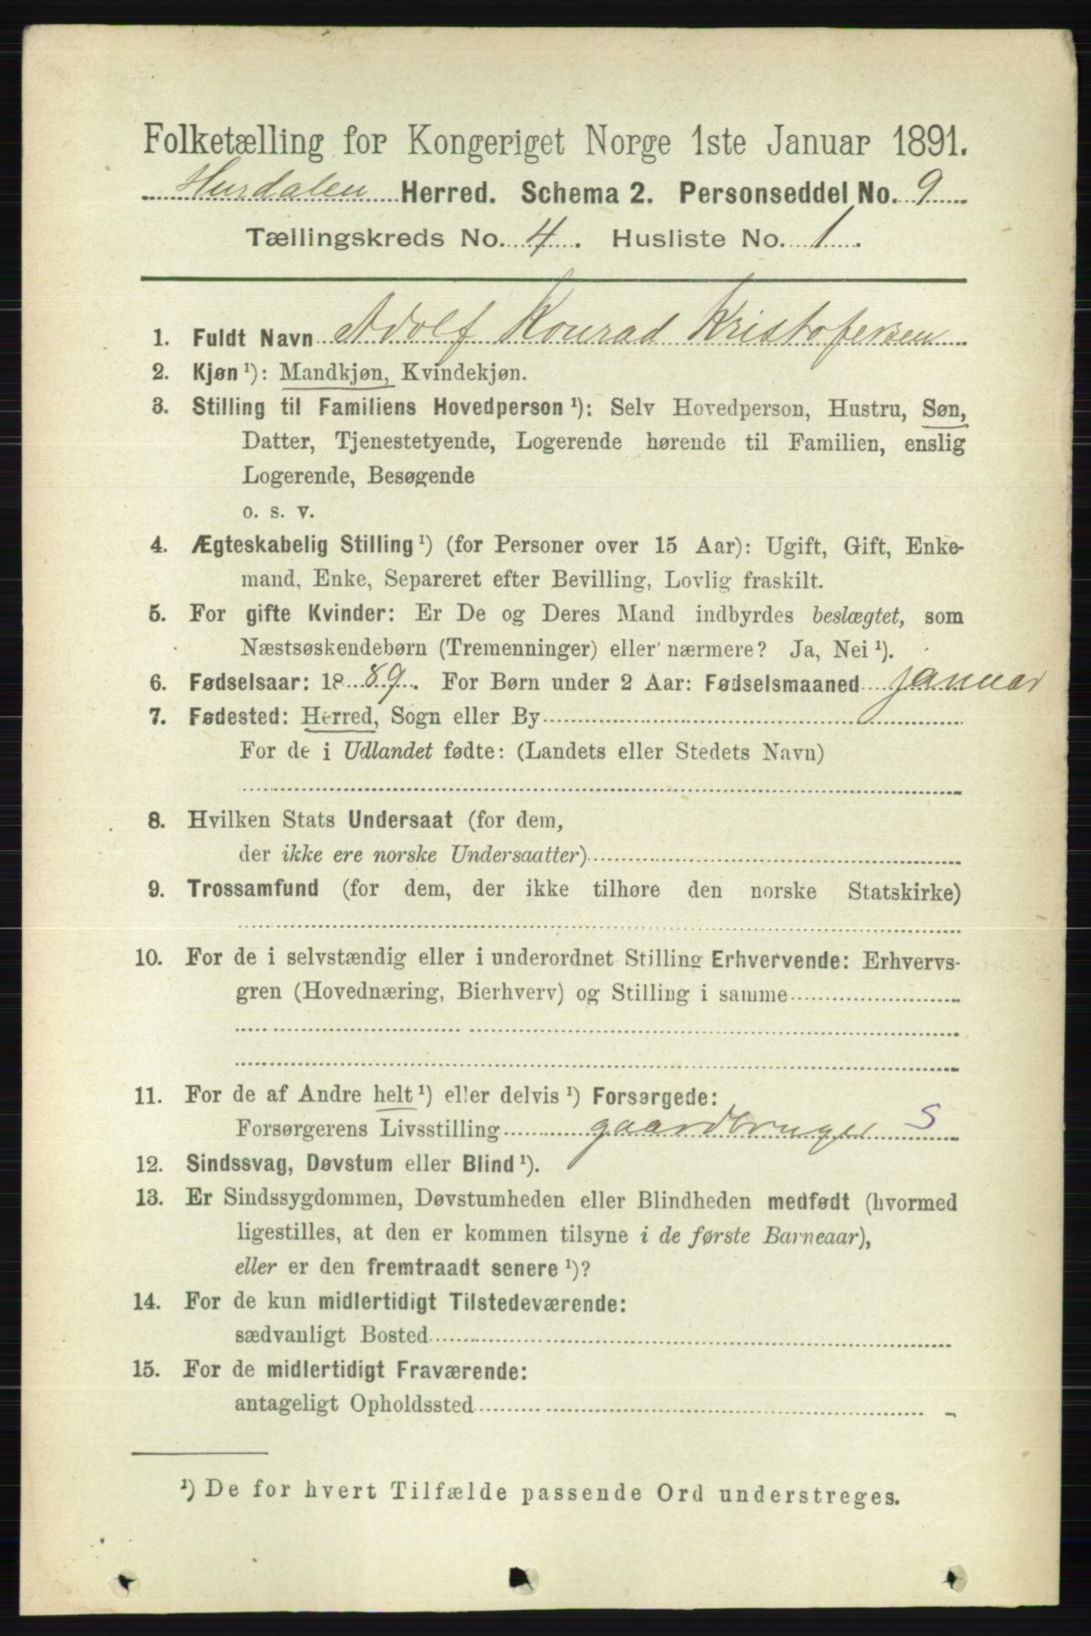 Folketælling for Kongeriget Norge 1ste Januar 1891.
Hurdalen Herred. Schema 2. Personseddel No. 9
Tællingskreds No. 4. Husliste No. 1.
1. Fuldt Navn Adolf Konrad Kristofersen
2. Kjøn¹): Mandkjøn, Kvindekjøn.
3. Stilling til Familiens Hovedperson¹): Selv Hovedperson, Hustru, Søn,
Datter, Tjenestetyende, Logerende hørende til Familien, enslig
Logerende, Besøgende
o. s. v.
4. Ægteskabelig Stilling¹) (for Personer over 15 Aar): Ugift, Gift, Enke-
mand, Enke, Separeret efter Bevilling, Lovlig fraskilt.
5. For gifte Kvinder: Er De og Deres Mand indbyrdes beslægtet, som
Næstsøskendebørn (Tremenninger) eller nærmere? Ja, Nei¹).
6. Fødselsaar: 1889. For Børn under 2 Aar: Fødselsmaaned januar
7. Fødested: Herred, Sogn eller By
For de i Udlandet fødte: (Landets eller Stedets Navn)
8. Hvilken Stats Undersaat (for dem,
der ikke ere norske Undersaatter)
9. Trossamfund (for dem, der ikke tilhøre den norske Statskirke)
10. For de i selvstændig eller i underordnet Stilling Erhvervende: Erhvervs-
gren (Hovednæring, Bierhverv) og Stilling i samme
11. For de af Andre helt¹) eller delvis¹) Forsørgede:
Forsørgerens Livsstilling gaardbruger S
12. Sindssvag, Døvstum eller Blind¹).
13. Er Sindssygdommen, Døvstumheden eller Blindheden medfødt (hvormed
ligestilles, at den er kommen tilsyne i de første Barneaar),
eller er den fremtraadt senere¹)?
14. For de kun midlertidigt Tilstedeværende:
sædvanligt Bosted
15. For de midlertidigt Fraværende:
antageligt Opholdssted
¹) De for hvert Tilfælde passende Ord understreges.